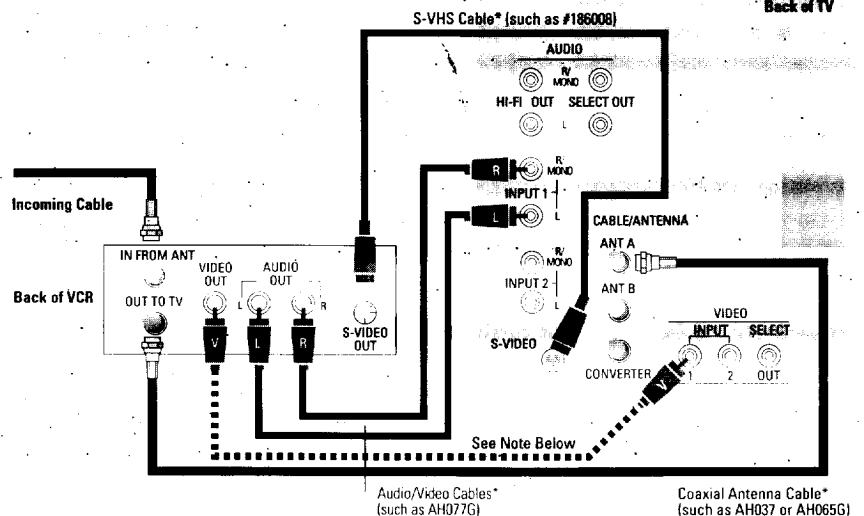 Back of TV
S-VHS Cable* (such as #186008)
AUDIO
R/
MONO
HI-FI OUT SELECT OUT
L
R
R/
MONO
INPUT 1
L
L
Incoming Cable
CABLE/ANTENNA
ANT A
IN FROM ANT
VIDEO
OUT
AUDIO
OUT
R/
MONO
INPUT 2
L
Back of VCR
OUT TO TV
L
R
ANT B
VIDEO
INPUT SELECT
S-VIDEO
OUT
S-VIDEO
V
L
R
CONVERTER
V
1 2 OUT
See Note Below
Audio/Video Cables*
(such as AH077G)
Coaxial Antenna Cable*
(such as AH037 or AH065G)